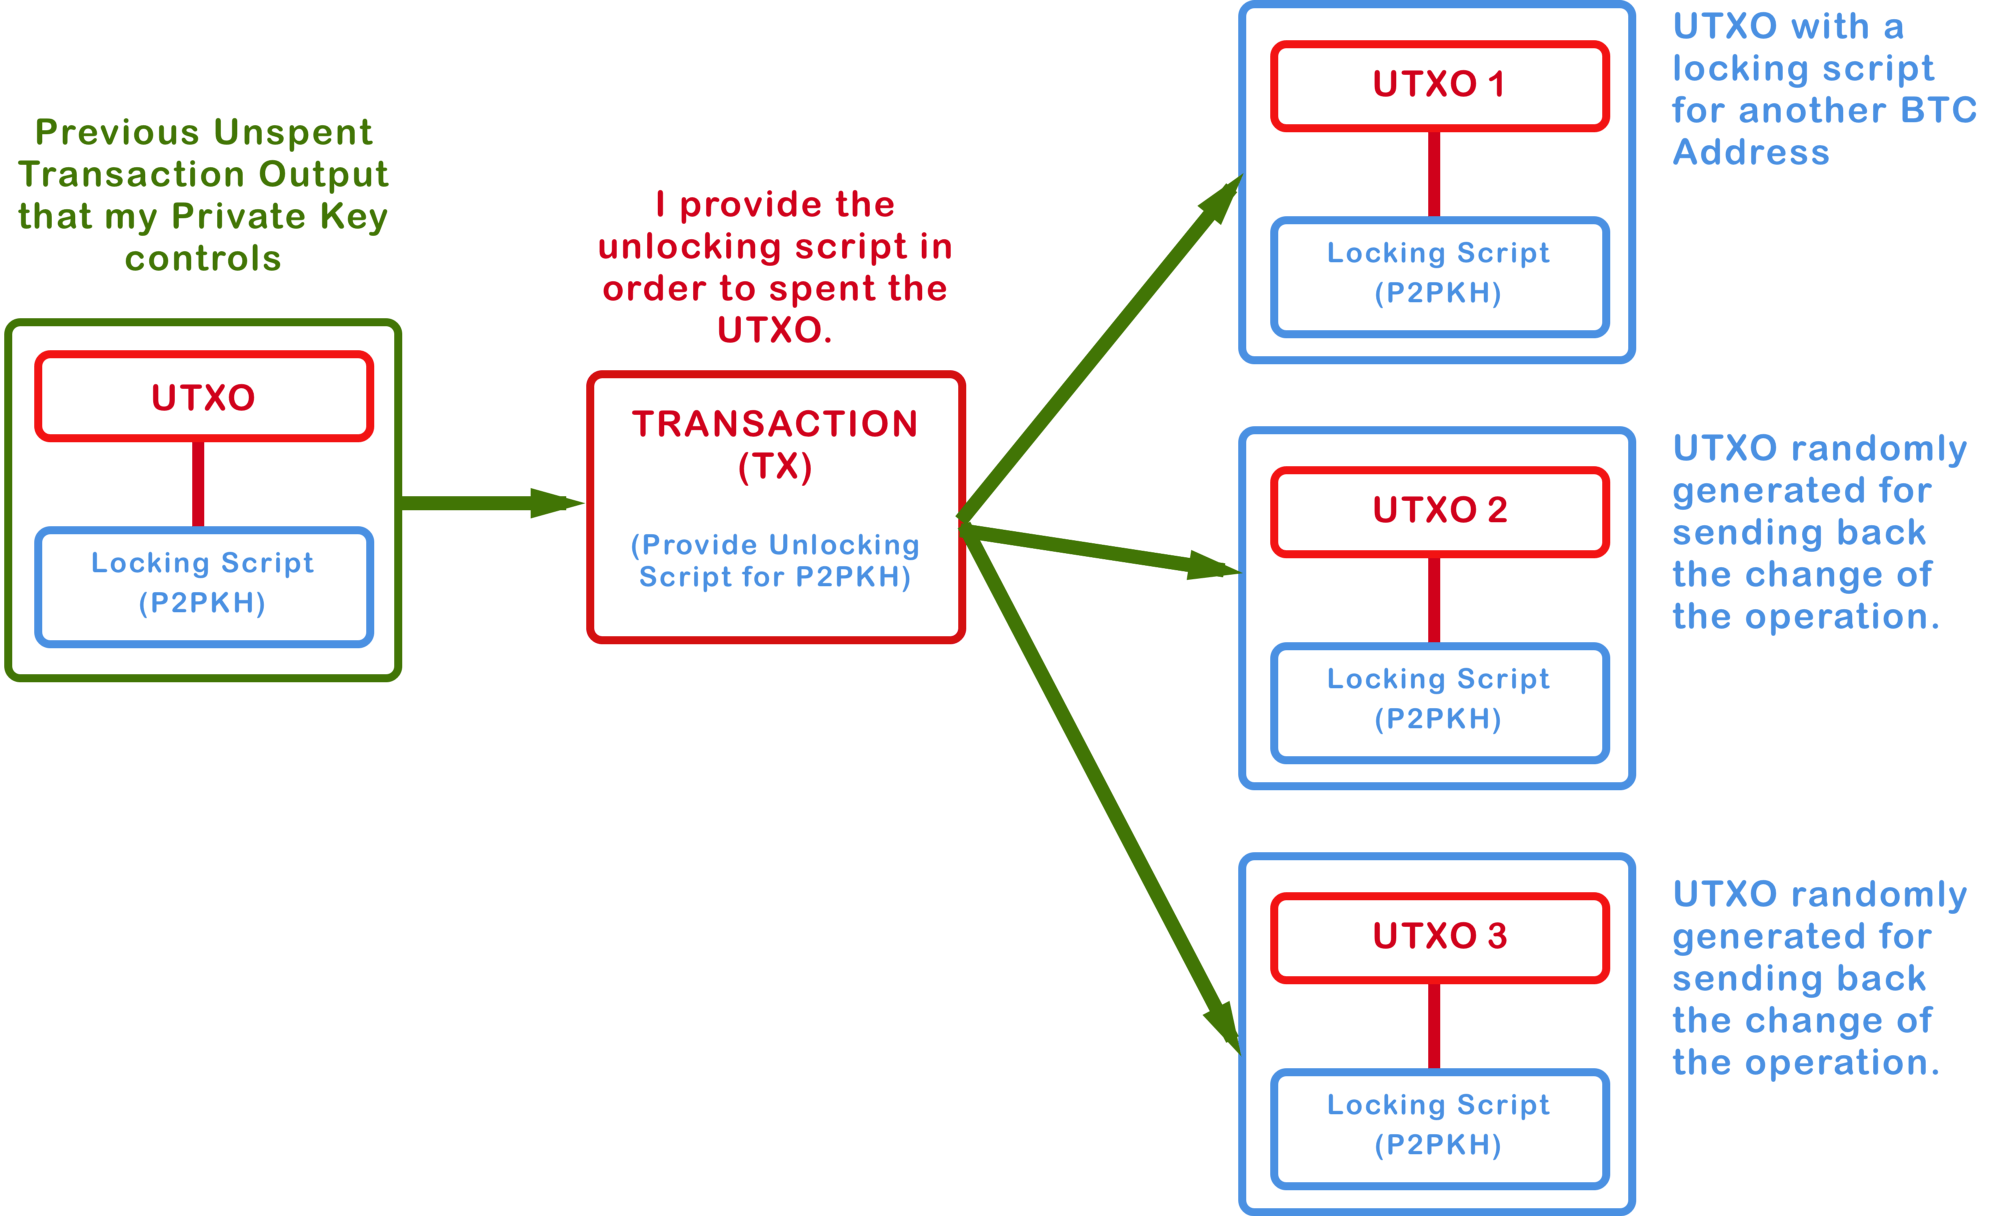 Previous Unspent
Transaction Output
that my Private Key
controls
UTXO
Locking Script
(P2PKH)
I provide the
unlocking script in
order to spent the
UTXO.
TRANSACTION
(TX)
(Provide Unlocking
Script for P2PKH)
UTXO 1
Locking Script
(P2PKH)
UTXO with a
locking script
for another BTC
Address
UTXO 2
Locking Script
(P2PKH)
UTXO randomly
generated for
sending back
the change of
the operation.
UTXO 3
Locking Script
(P2PKH)
UTXO randomly
generated for
sending back
the change of
the operation.